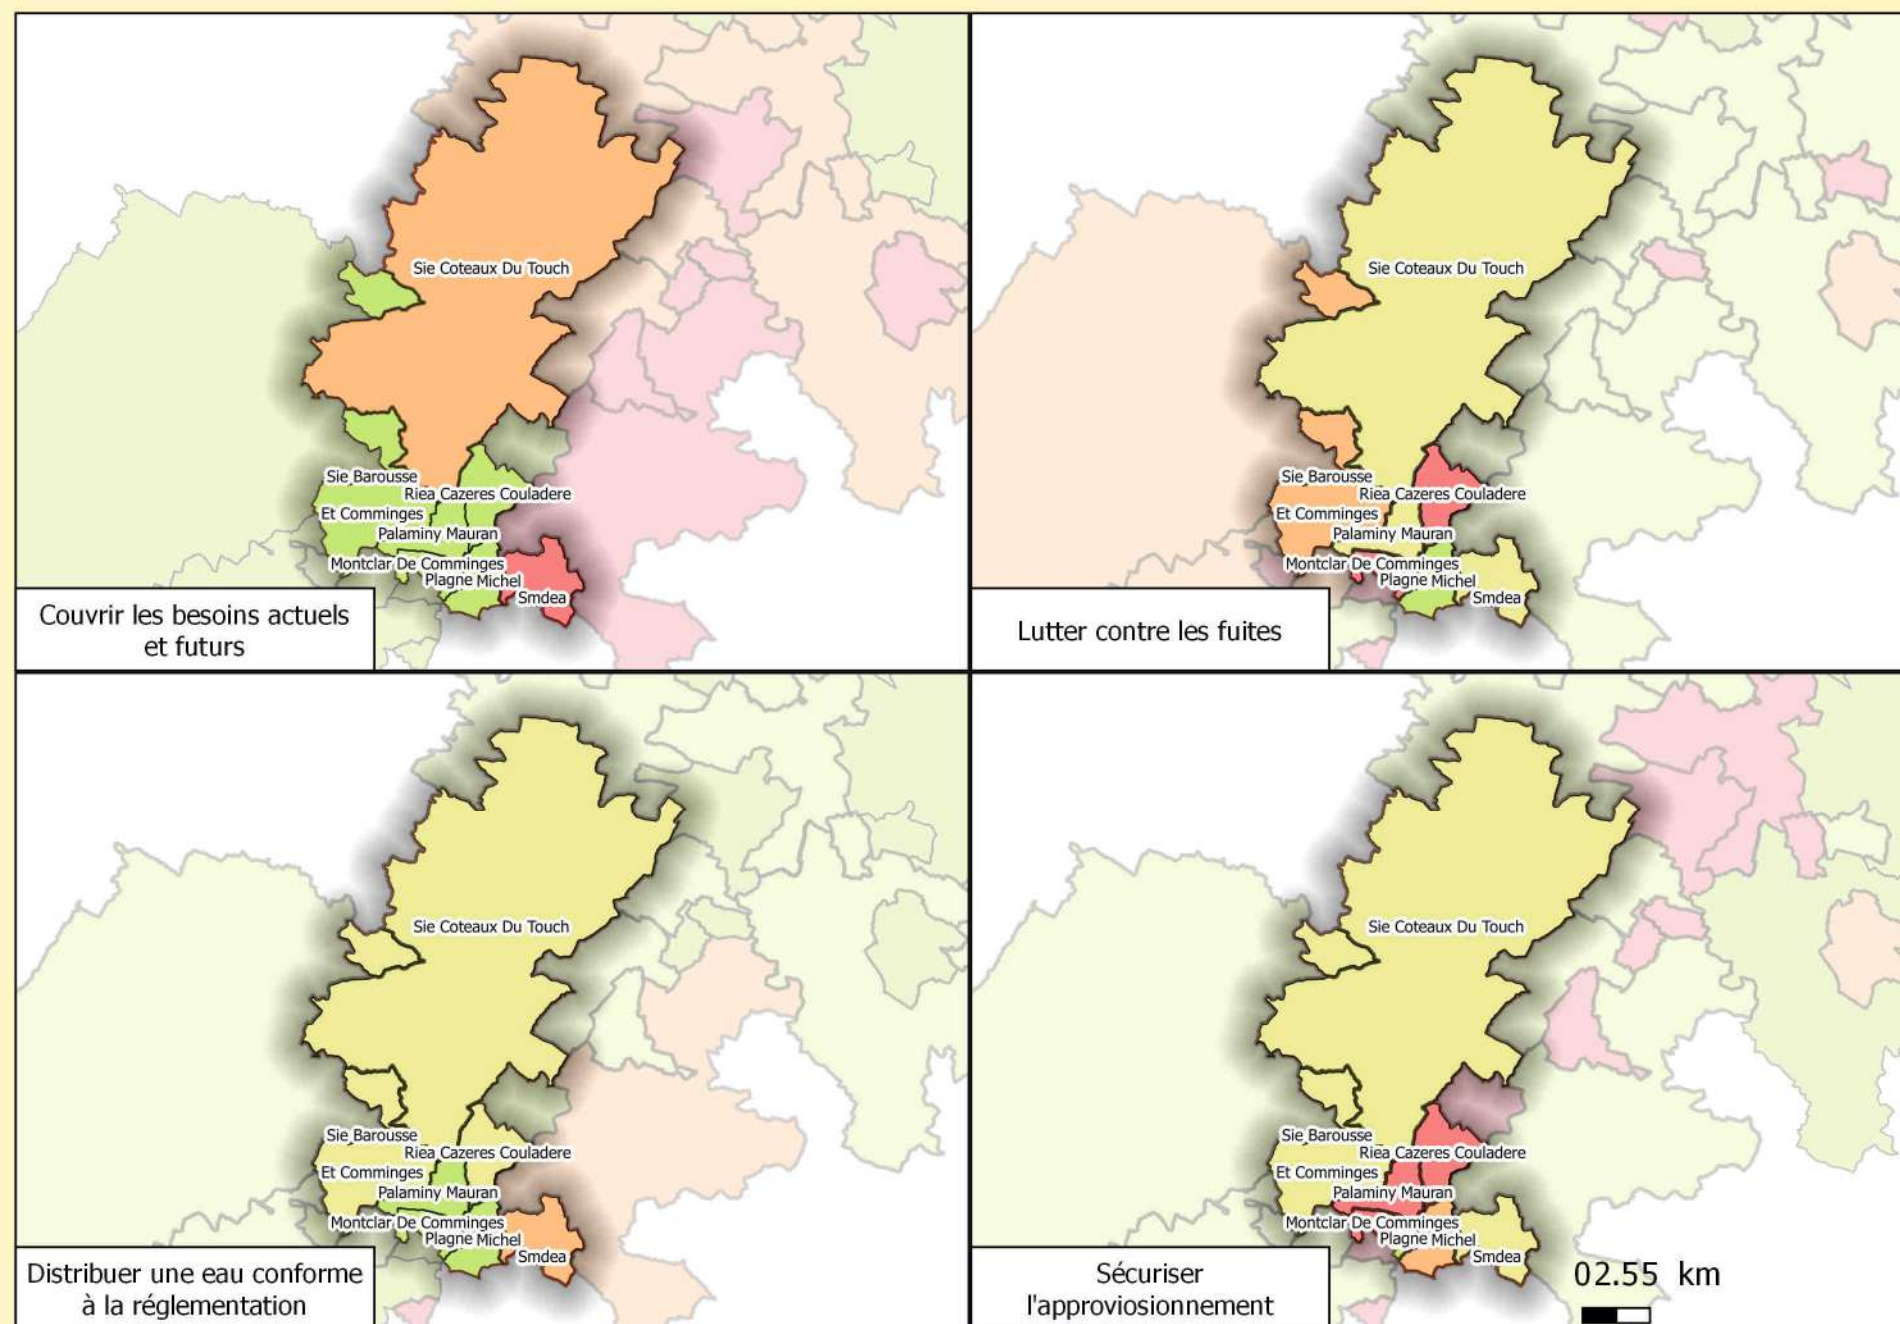 Sie Coteaux Du Touch
Sie Barousse
Riea Cazeres Couladere
Et Comminges
Palaminy Mauran
Montclar De Comminges
Plagne Michel
Smdea
Couvrir les besoins actuels
et futurs
Sie Coteaux Du Touch
Sie Barousse
Riea Cazeres Couladere
Et Comminges
Palaminy Mauran
Montclar De Comminges
Plagne Michel
Smdea
Lutter contre les fuites
Sie Coteaux Du Touch
Sie Barousse
Riea Cazeres Couladere
Et Comminges
Palaminy Mauran
Montclar De Comminges
Plagne Michel
Smdea
Distribuer une eau conforme
à la réglementation
Sie Coteaux Du Touch
Sie Barousse
Riea Cazeres Couladere
Et Comminges
Palaminy Mauran
Montclar De Comminges
Plagne Michel
Smdea
Sécuriser
l'approviosionnement
02.55 km